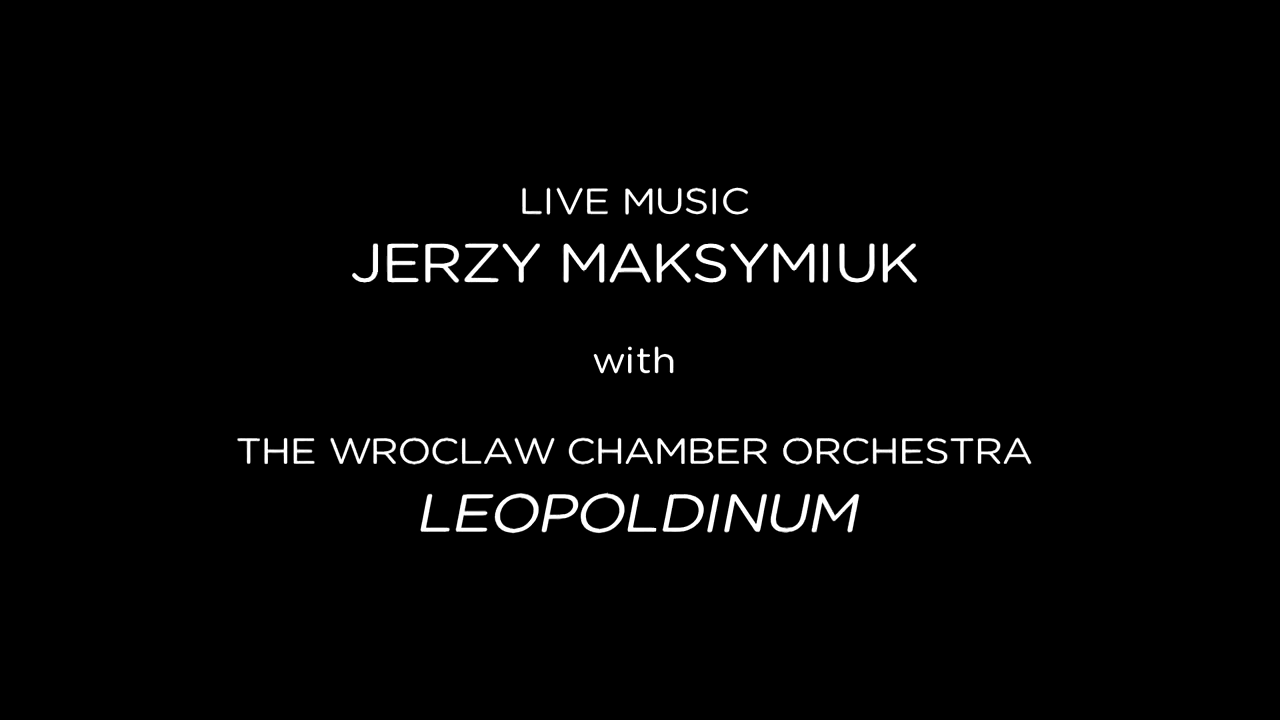 LIVE MUSIC
JERZY MAKSYMIUK
with
THE WROCLAW CHAMBER ORCHESTRA
LEOPOLDINUM